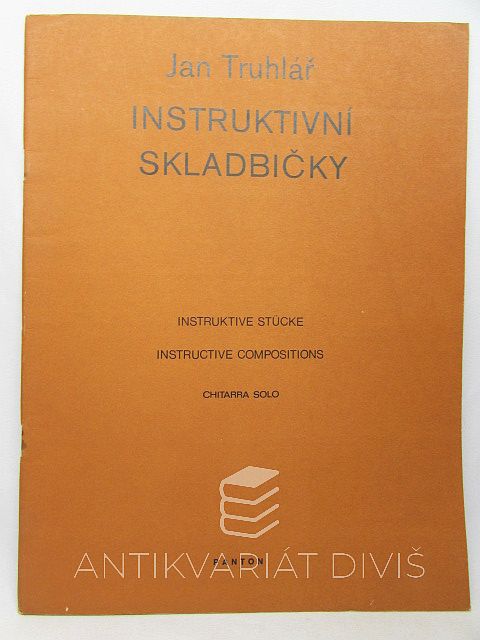 Jan Truhlář
INSTRUKTIVNÍ
SKLADBIČKY
INSTRUKTIVE STÜCKE
INSTRUCTIVE COMPOSITIONS
CHITARRA SOLO
PANTON
ANTIKVARIÁT DIVIŠ